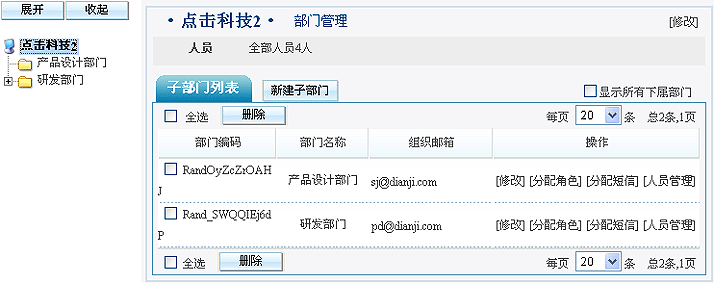 展开 收起
点击科技2
产品设计部门
研发部门
· 点击科技2 · 部门管理 [修改]
人员 全部人员4人
子部门列表 新建子部门 显示所有下属部门
全选 删除 每页 20 条 总2条,1页
部门编码 部门名称 组织邮箱 操作
RandOyZcZrOAH
J
产品设计部门 sj@dianji.com [修改] [分配角色] [分配短信] [人员管理]
Rand_SWQQIEj6d
P
研发部门 pd@dianji.com [修改] [分配角色] [分配短信] [人员管理]
全选 删除 每页 20 条 总2条,1页